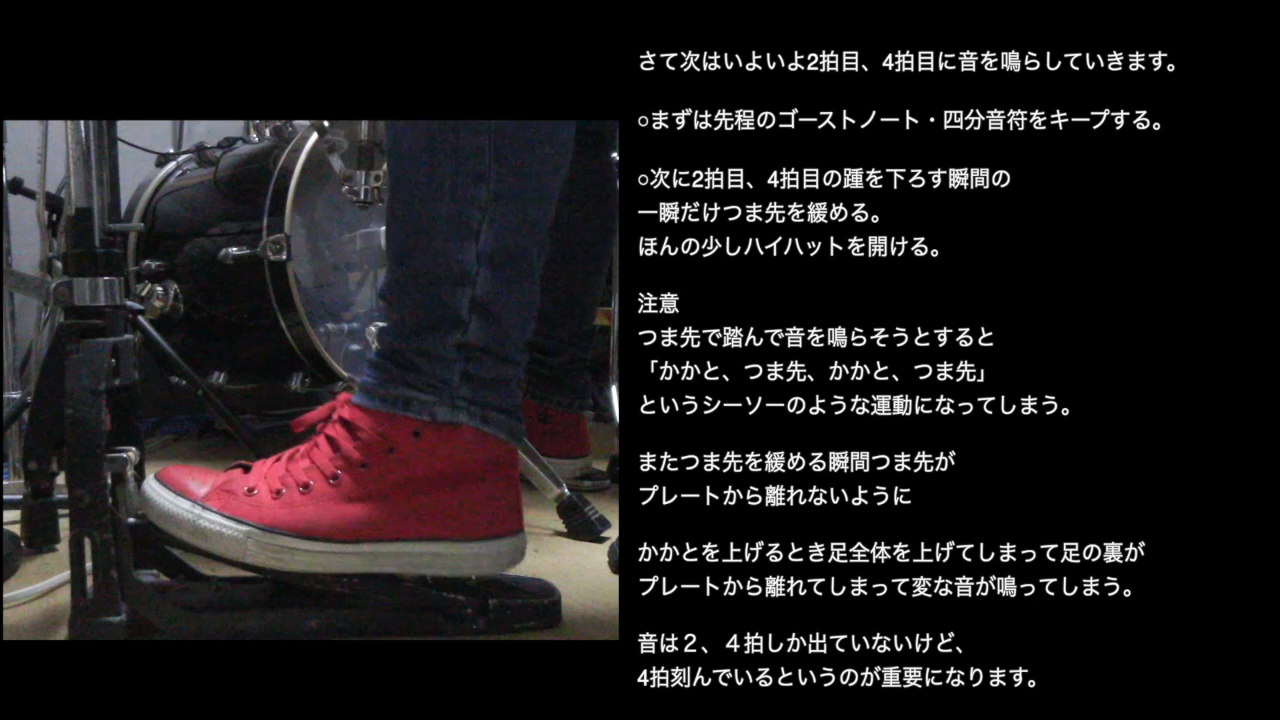 さて次はいよいよ2拍目、4拍目に音を鳴らしていきます。
○まずは先程のゴーストノート・四分音符をキープする。
○次に2拍目、4拍目の踵を下ろす瞬間の
一瞬だけつま先を緩める。
ほんの少しハイハットを開ける。
注意
つま先で踏んで音を鳴らそうとすると
「かかと、つま先、かかと、つま先」
というシーソーのような運動になってしまう。
またつま先を緩める瞬間つま先が
プレートから離れないように
かかとを上げるとき足全体を上げてしまって足の裏が
プレートから離れてしまって変な音が鳴ってしまう。
音は２、４拍しか出ていないけど、
4拍刻んでいるというのが重要になります。